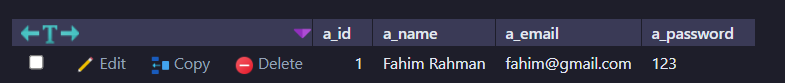 ←T→ a_id a_name a_email a_password
Edit Copy Delete 1 Fahim Rahman fahim@gmail.com 123